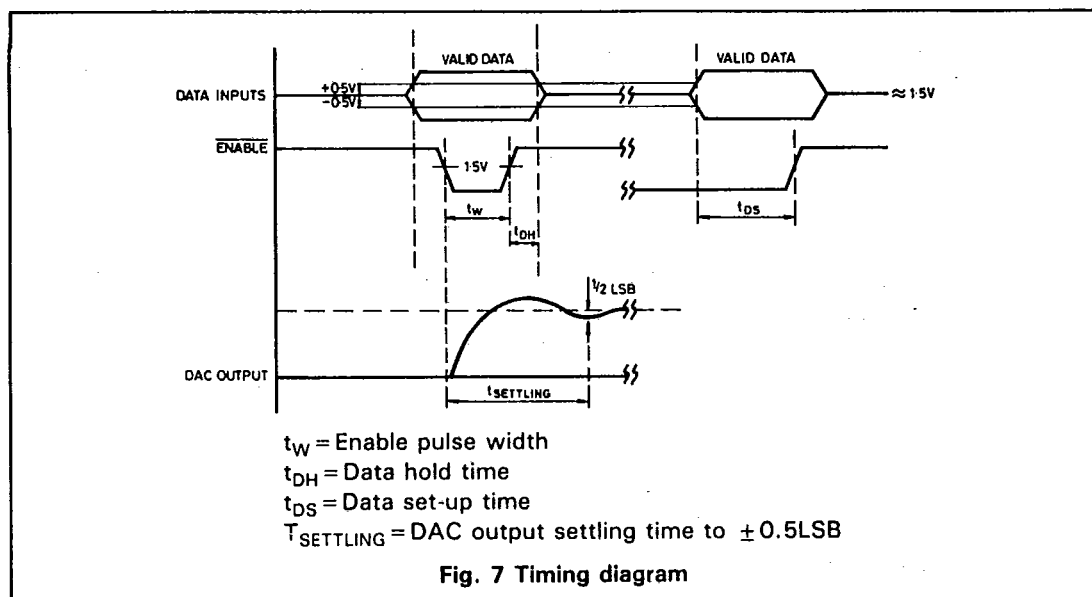 VALID DATA
VALID DATA
+0·5V
DATA INPUTS
−0·5V
≈ 1·5V
ENABLE
1·5V
tW
tDS
tDH
1/2 LSB
DAC OUTPUT
tSETTLING
tW = Enable pulse width
tDH = Data hold time
tDS = Data set-up time
TSETTLING = DAC output settling time to ±0.5LSB
Fig. 7 Timing diagram